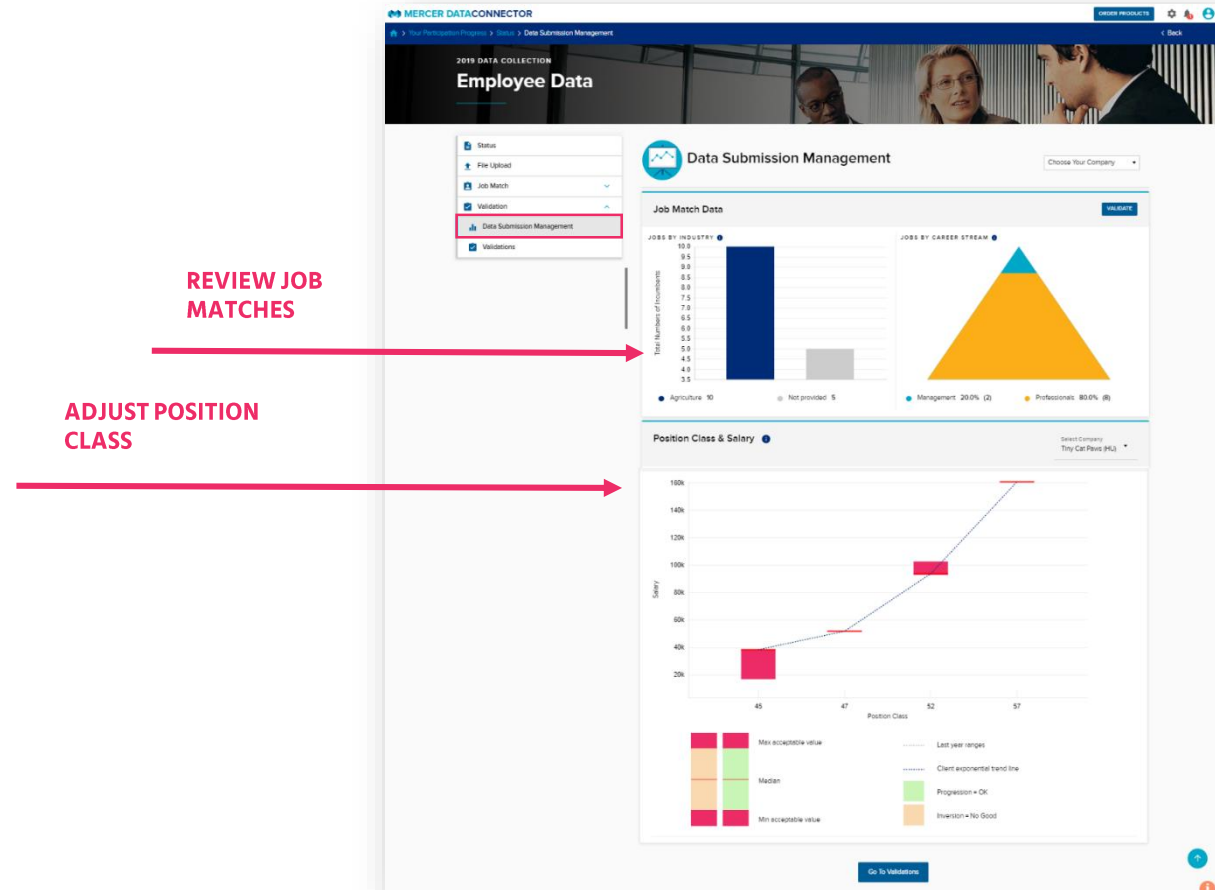 MERCER DATACONNECTOR
ORDER PRODUCTS
> Your Participation Progress > Status > Data Submission Management
< Back
2019 DATA COLLECTION
Employee Data
Status
File Upload
Job Match
Validation
Data Submission Management
Validations
Data Submission Management
Choose Your Company
Job Match Data
VALIDATE
JOBS BY INDUSTRY
JOBS BY CAREER STREAM
10.0
9.5
9.0
8.5
8.0
7.5
7.0
6.5
6.0
5.5
5.0
4.5
4.0
3.5
Total Numbers of Incumbents
Agriculture 10
Not provided 5
Management 20.0% (2)
Professionals 80.0% (8)
REVIEW JOB
MATCHES
ADJUST POSITION
CLASS
Position Class & Salary
Select Company
Tiny Cat Paws (HU)
160k
140k
120k
100k
80k
60k
40k
20k
Salary
45 47 52 57
Position Class
Max acceptable value
Median
Min acceptable value
Last year ranges
Client exponential trend line
Progression = OK
Inversion = No Good
Go To Validations